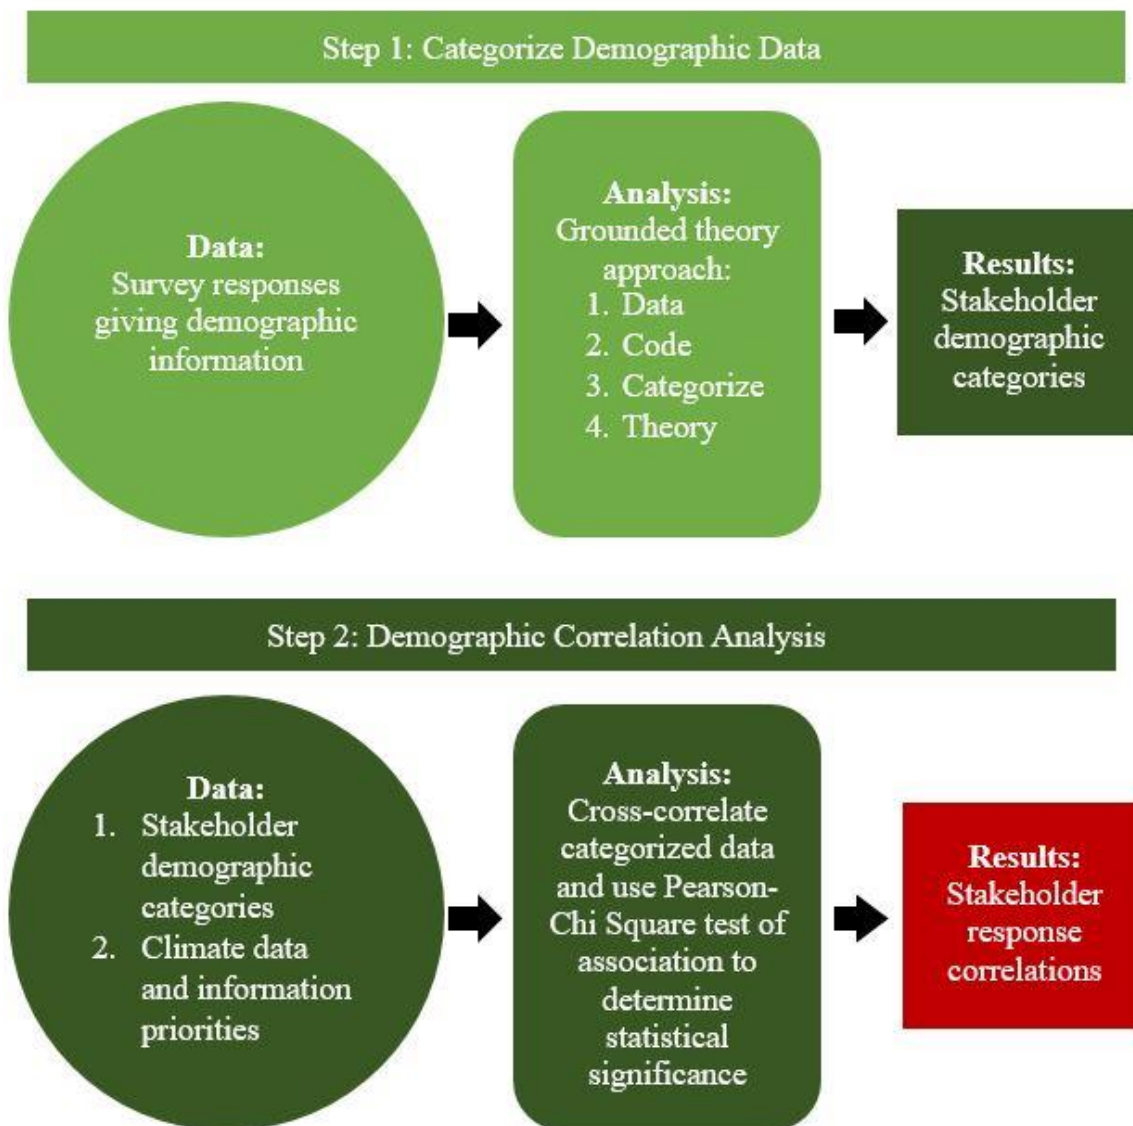 Step 1: Categorize Demographic Data
Data:
Survey responses
giving demographic
information
Analysis:
Grounded theory
approach:
1. Data
2. Code
3. Categorize
4. Theory
Results:
Stakeholder
demographic
categories
Step 2: Demographic Correlation Analysis
Data:
1. Stakeholder
demographic
categories
2. Climate data
and information
priorities
Analysis:
Cross-correlate
categorized data
and use Pearson-
Chi Square test of
association to
determine
statistical
significance
Results:
Stakeholder
response
correlations